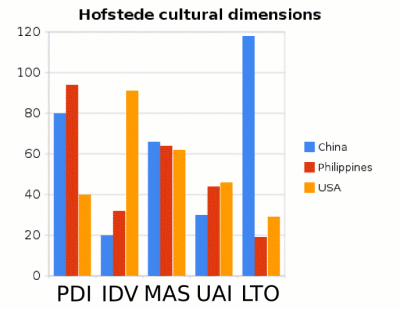 Hofstede cultural dimensions
120
100
80
60
40
20
0
PDI IDV MAS UAI LTO
China
Philippines
USA